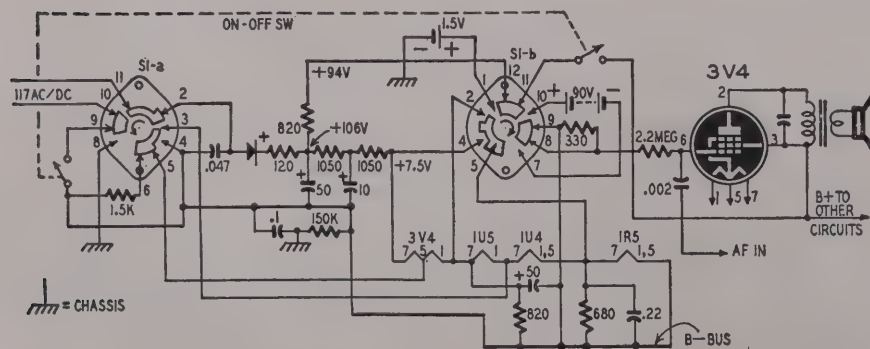 ON-OFF SW
1.5V
- +
S1-a
S1-b
+94V
3V4
11
10
2
117AC/DC
9
3
8
4
5
6
1.5K
.047
+
820
+106V
120
1050
1050
+7.5V
+
50
+
10
.1
150K
1
12
11
2
10
+
90V
-
4
9
330
5
8
7
2.2MEG
6
2
3
1
5
7
.002
AF IN
B+ TO
OTHER
CIRCUITS
3V4
7 5 1
1U5
7 1
1U4
7 1,5
1R5
7 1,5
+50
820
680
.22
B-BUS
= CHASSIS